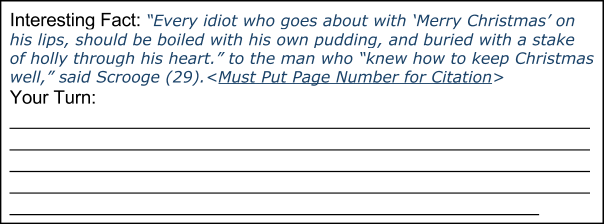 Interesting Fact: “Every idiot who goes about with ‘Merry Christmas’ on
his lips, should be boiled with his own pudding, and buried with a stake
of holly through his heart.” to the man who “knew how to keep Christmas
well,” said Scrooge (29).<Must Put Page Number for Citation>
Your Turn: